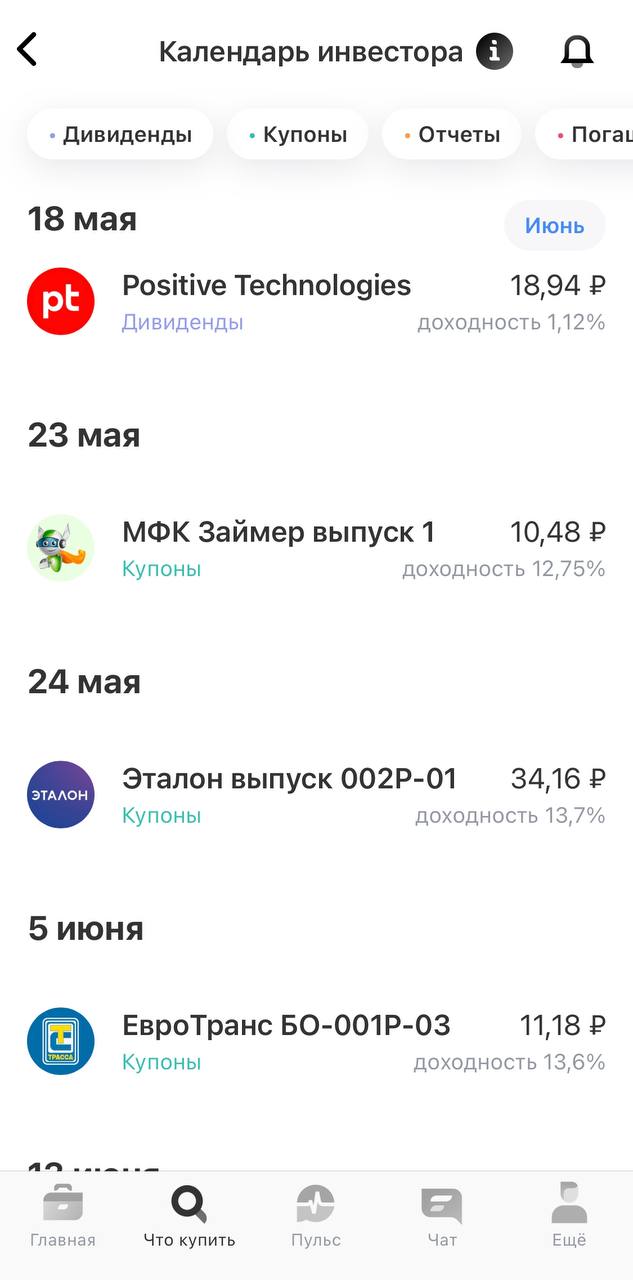 Календарь инвестора
Дивиденды
Купоны
Отчеты
18 мая
Июнь
pt
Positive Technologies
18,94 ₽
Дивиденды
доходность 1,12%
23 мая
МФК Займер выпуск 1
10,48 ₽
Купоны
доходность 12,75%
24 мая
ЭТАЛОН
Эталон выпуск 002Р-01
34,16 ₽
Купоны
доходность 13,7%
5 июня
ТРАССА
ЕвроТранс БО-001Р-03
11,18 ₽
Купоны
доходность 13,6%
Главная
Что купить
Пульс
Чат
Ещё